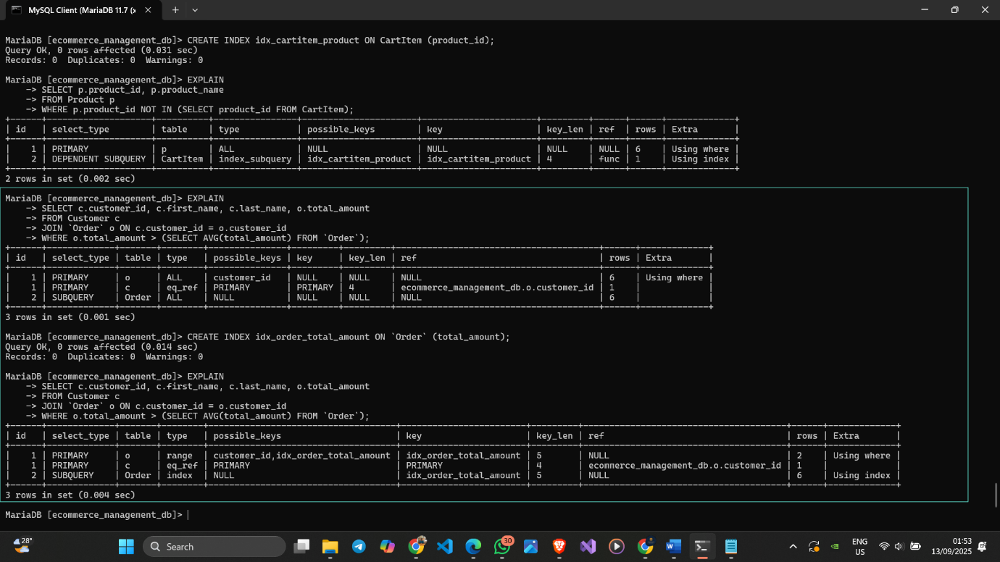 MySQL Client (MariaDB 11.7 (x
MariaDB [ecommerce_management_db]> CREATE INDEX idx_cartitem_product ON CartItem (product_id);
Query OK, 0 rows affected (0.031 sec)
Records: 0  Duplicates: 0  Warnings: 0
MariaDB [ecommerce_management_db]> EXPLAIN
    -> SELECT p.product_id, p.product_name
    -> FROM Product p
    -> WHERE p.product_id NOT IN (SELECT product_id FROM CartItem);
| id   | select_type        | table    | type           | possible_keys        | key                  | key_len | ref  | rows | Extra       |
|    1 | PRIMARY            | p        | ALL            | NULL                 | NULL                 | NULL    | NULL | 6    | Using where |
|    2 | DEPENDENT SUBQUERY | CartItem | index_subquery | idx_cartitem_product | idx_cartitem_product | 4       | func | 1    | Using index |
2 rows in set (0.002 sec)
MariaDB [ecommerce_management_db]> EXPLAIN
    -> SELECT c.customer_id, c.first_name, c.last_name, o.total_amount
    -> FROM Customer c
    -> JOIN `Order` o ON c.customer_id = o.customer_id
    -> WHERE o.total_amount > (SELECT AVG(total_amount) FROM `Order`);
| id   | select_type | table | type   | possible_keys | key     | key_len | ref                                 | rows | Extra       |
|    1 | PRIMARY     | o     | ALL    | customer_id   | NULL    | NULL    | NULL                                | 6    | Using where |
|    1 | PRIMARY     | c     | eq_ref | PRIMARY       | PRIMARY | 4       | ecommerce_management_db.o.customer_id | 1    |             |
|    2 | SUBQUERY    | Order | ALL    | NULL          | NULL    | NULL    | NULL                                | 6    |             |
3 rows in set (0.001 sec)
MariaDB [ecommerce_management_db]> CREATE INDEX idx_order_total_amount ON `Order` (total_amount);
Query OK, 0 rows affected (0.014 sec)
Records: 0  Duplicates: 0  Warnings: 0
MariaDB [ecommerce_management_db]> EXPLAIN
    -> SELECT c.customer_id, c.first_name, c.last_name, o.total_amount
    -> FROM Customer c
    -> JOIN `Order` o ON c.customer_id = o.customer_id
    -> WHERE o.total_amount > (SELECT AVG(total_amount) FROM `Order`);
| id   | select_type | table | type   | possible_keys                      | key                    | key_len | ref                                 | rows | Extra       |
|    1 | PRIMARY     | o     | range  | customer_id,idx_order_total_amount | idx_order_total_amount | 5       | NULL                                | 2    | Using where |
|    1 | PRIMARY     | c     | eq_ref | PRIMARY                            | PRIMARY                | 4       | ecommerce_management_db.o.customer_id | 1    |             |
|    2 | SUBQUERY    | Order | index  | NULL                               | idx_order_total_amount | 5       | NULL                                | 6    | Using index |
3 rows in set (0.004 sec)
MariaDB [ecommerce_management_db]>
28°
Search
30
ENG
US
01:53
13/09/2025